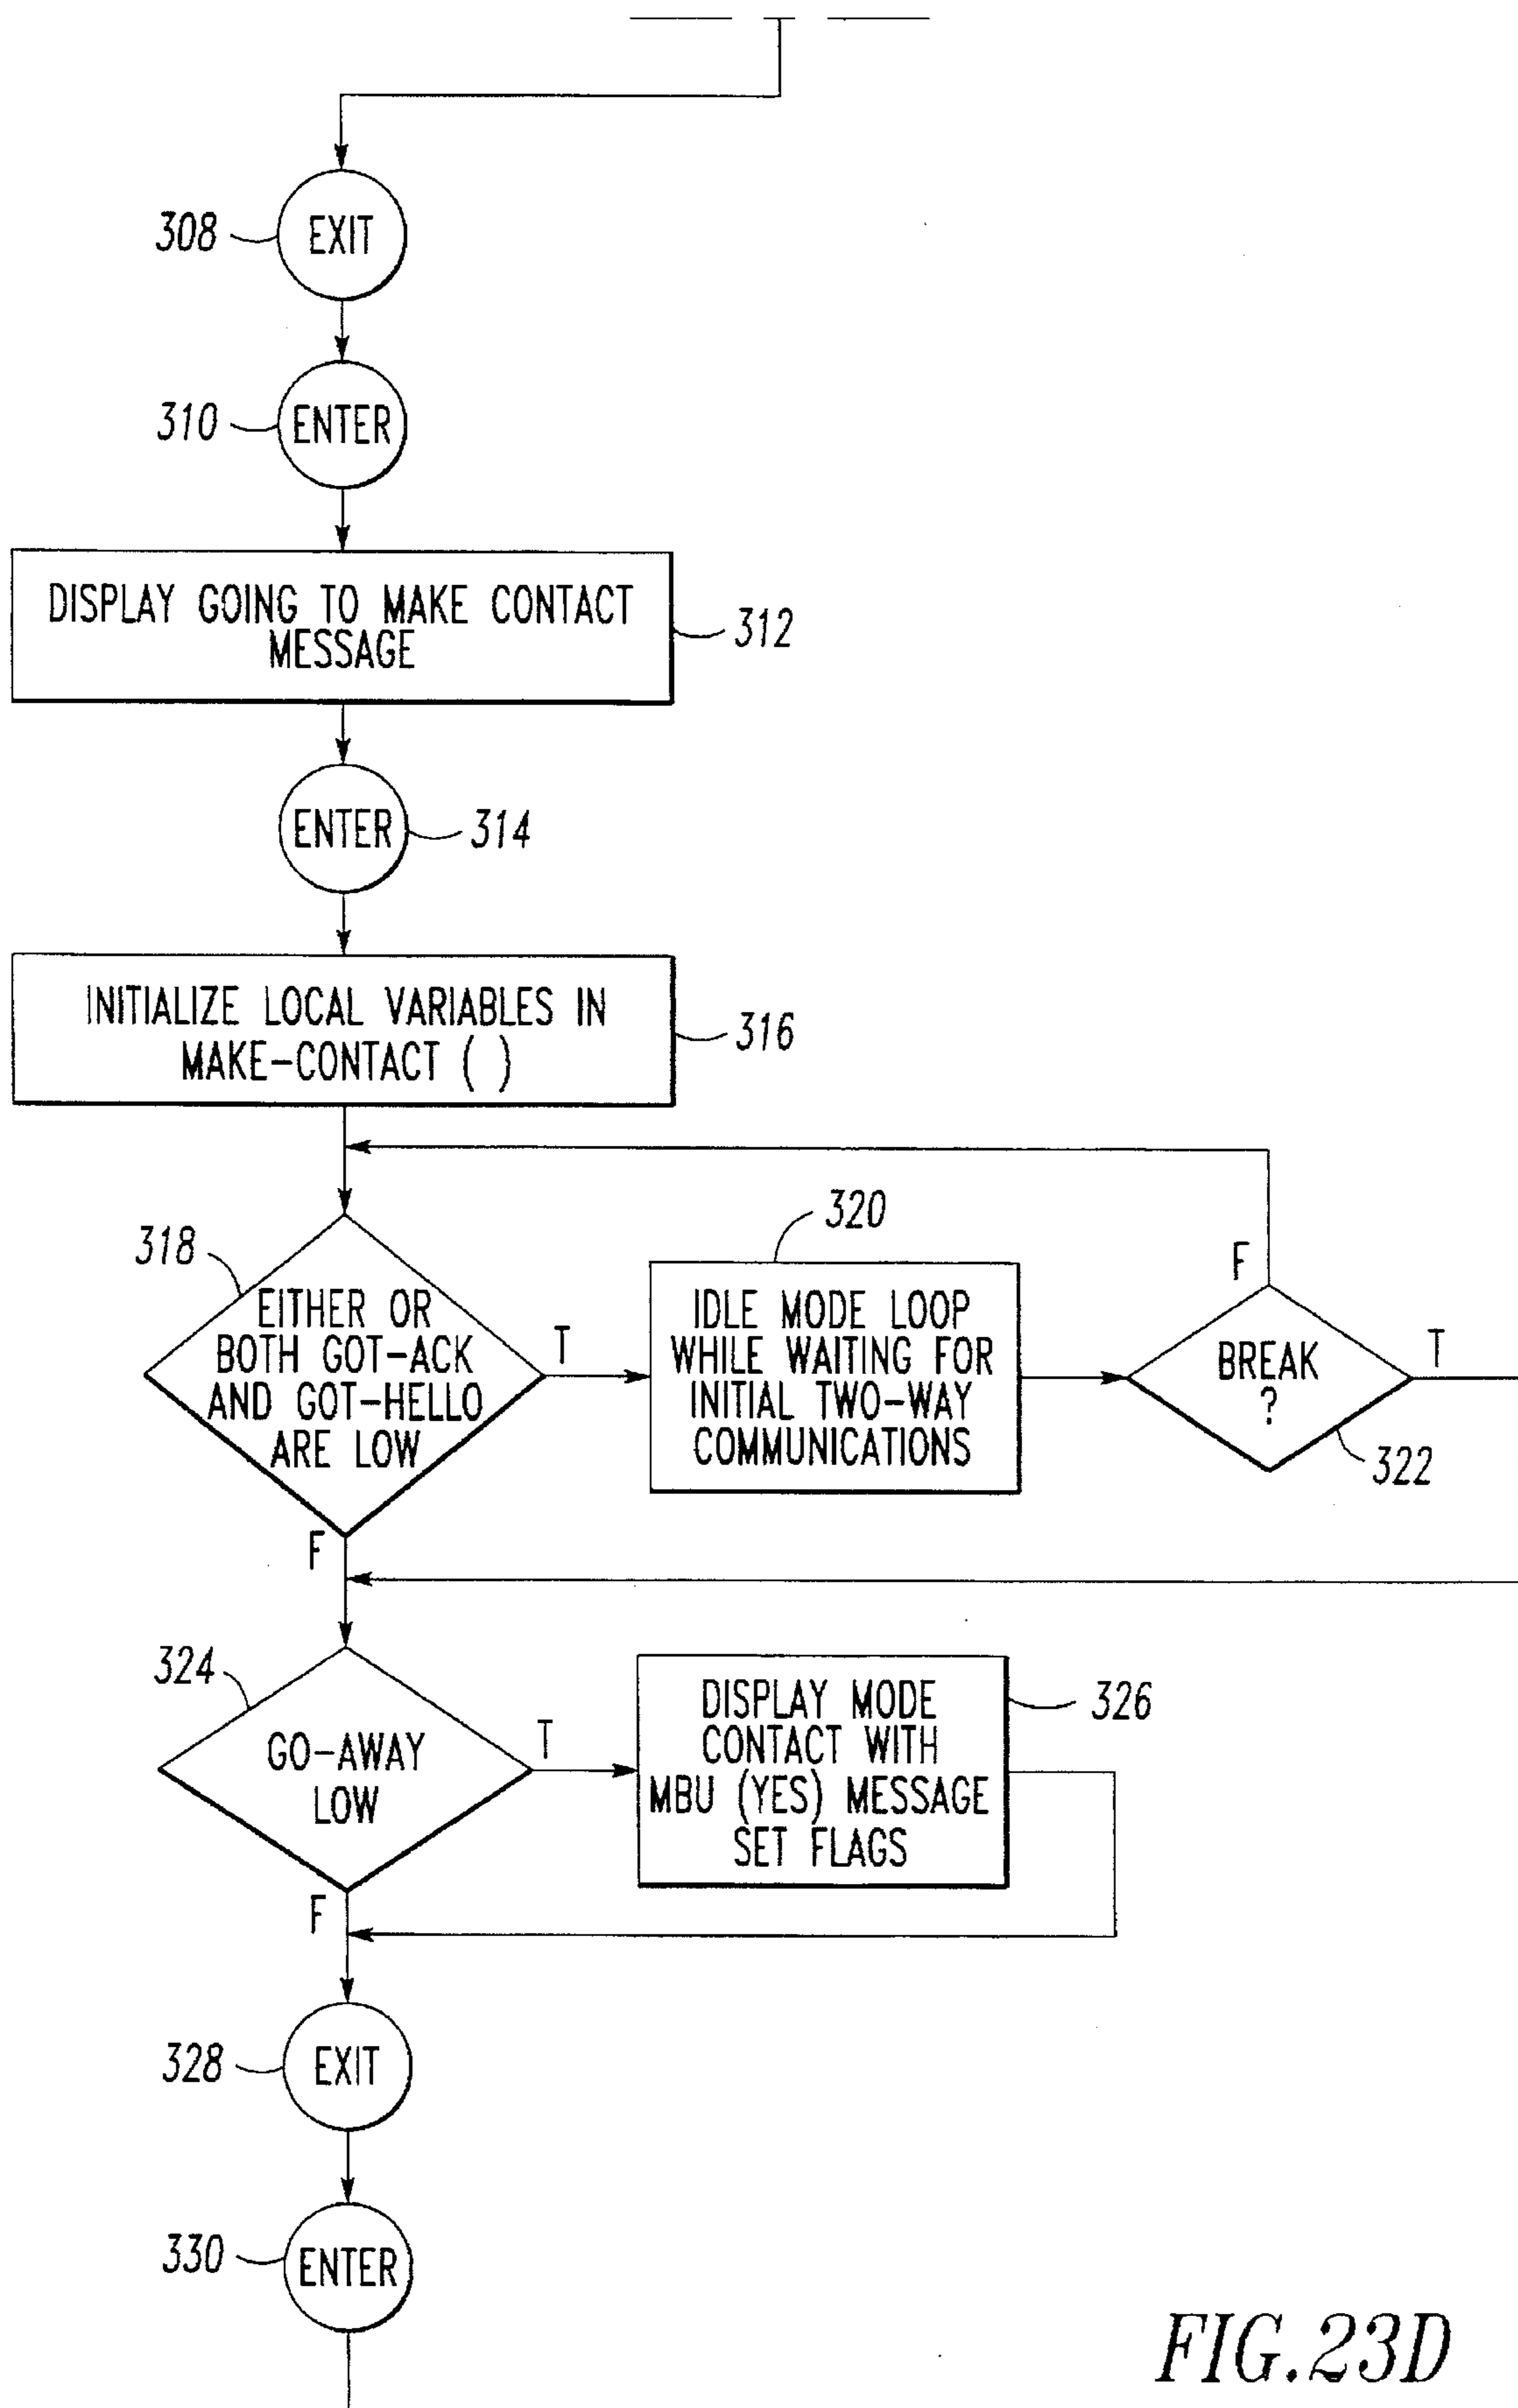 308
EXIT
310
ENTER
DISPLAY GOING TO MAKE CONTACT
MESSAGE
312
ENTER
314
INITIALIZE LOCAL VARIABLES IN
MAKE-CONTACT ( )
316
318
EITHER OR
BOTH GOT-ACK
AND GOT-HELLO
ARE LOW
T
F
320
IDLE MODE LOOP
WHILE WAITING FOR
INITIAL TWO-WAY
COMMUNICATIONS
F
BREAK
?
T
322
324
GO-AWAY
LOW
T
F
DISPLAY MODE
CONTACT WITH
MBU (YES) MESSAGE
SET FLAGS
326
328
EXIT
330
ENTER
FIG.23D